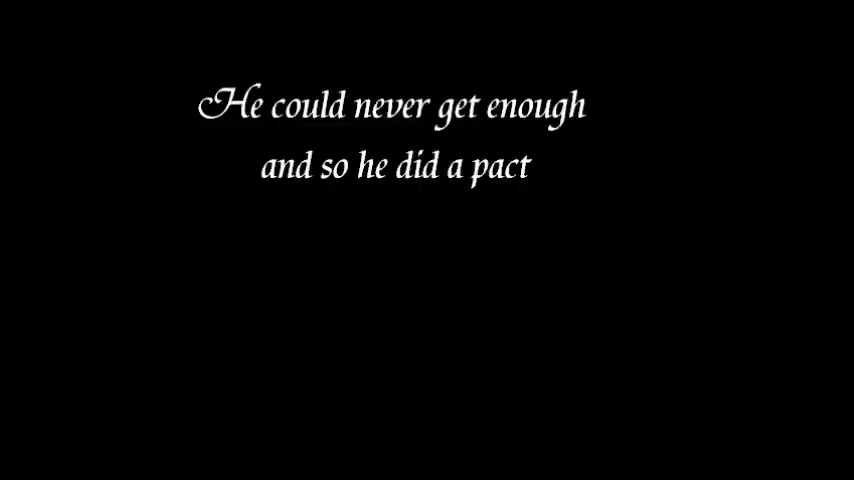 He could never get enough
and so he did a pact